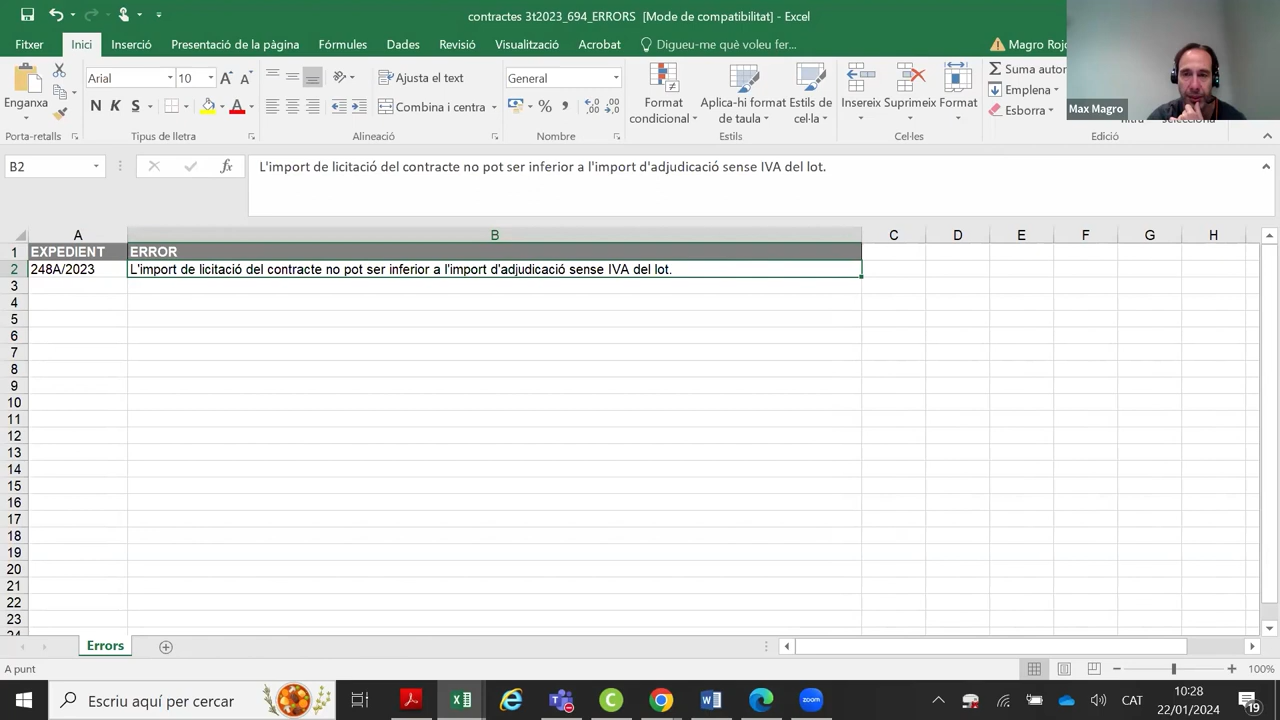 contractes 3t2023_694_ERRORS [Mode de compatibilitat] - Excel
Magro Rojo
Fitxer Inici Inserció Presentació de la pàgina Fórmules Dades Revisió Visualització Acrobat Digueu-me què voleu fer...
Enganxa
Arial 10
Ajusta el text
General
Format condicional
Aplica-hi format de taula
Estils de cel·la
Insereix Suprimeix Format
Suma autom
Emplena
Esborra
N K S
Combina i centra
% ,
Max Magro
selecciona
Porta-retalls Tipus de lletra Alineació Nombre Estils Cel·les Edició
B2 fx L'import de licitació del contracte no pot ser inferior a l'import d'adjudicació sense IVA del lot.
A B C D E F G H
1 EXPEDIENT ERROR
2 248A/2023 L'import de licitació del contracte no pot ser inferior a l'import d'adjudicació sense IVA del lot.
3
4
5
6
7
8
9
10
11
12
13
14
15
16
17
18
19
20
21
22
23
24
Errors
A punt 100%
Escriu aquí per cercar
CAT
10:28
22/01/2024
19
zoom